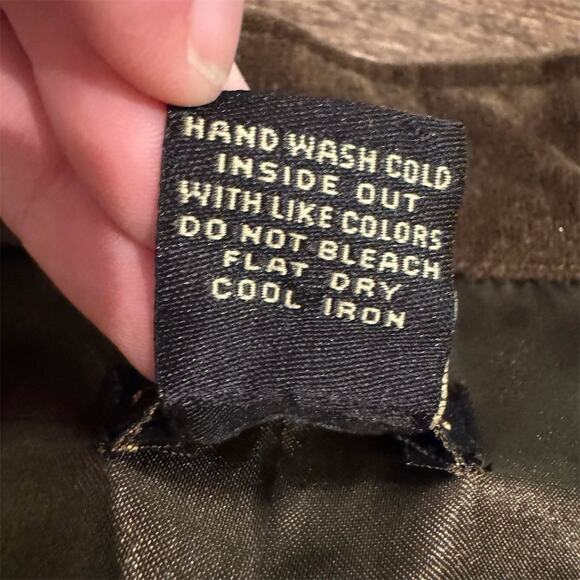 HAND WASH COLD
INSIDE OUT
WITH LIKE COLORS
DO NOT BLEACH
FLAT DRY
COOL IRON